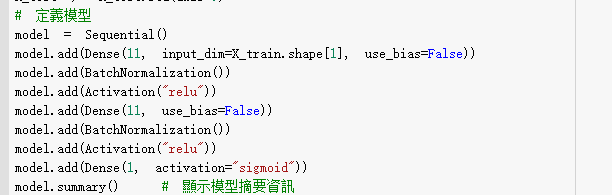 # 定義模型
model = Sequential()
model.add(Dense(11, input_dim=X_train.shape[1], use_bias=False))
model.add(BatchNormalization())
model.add(Activation("relu"))
model.add(Dense(11, use_bias=False))
model.add(BatchNormalization())
model.add(Activation("relu"))
model.add(Dense(1, activation="sigmoid"))
model.summary() # 顯示模型摘要資訊